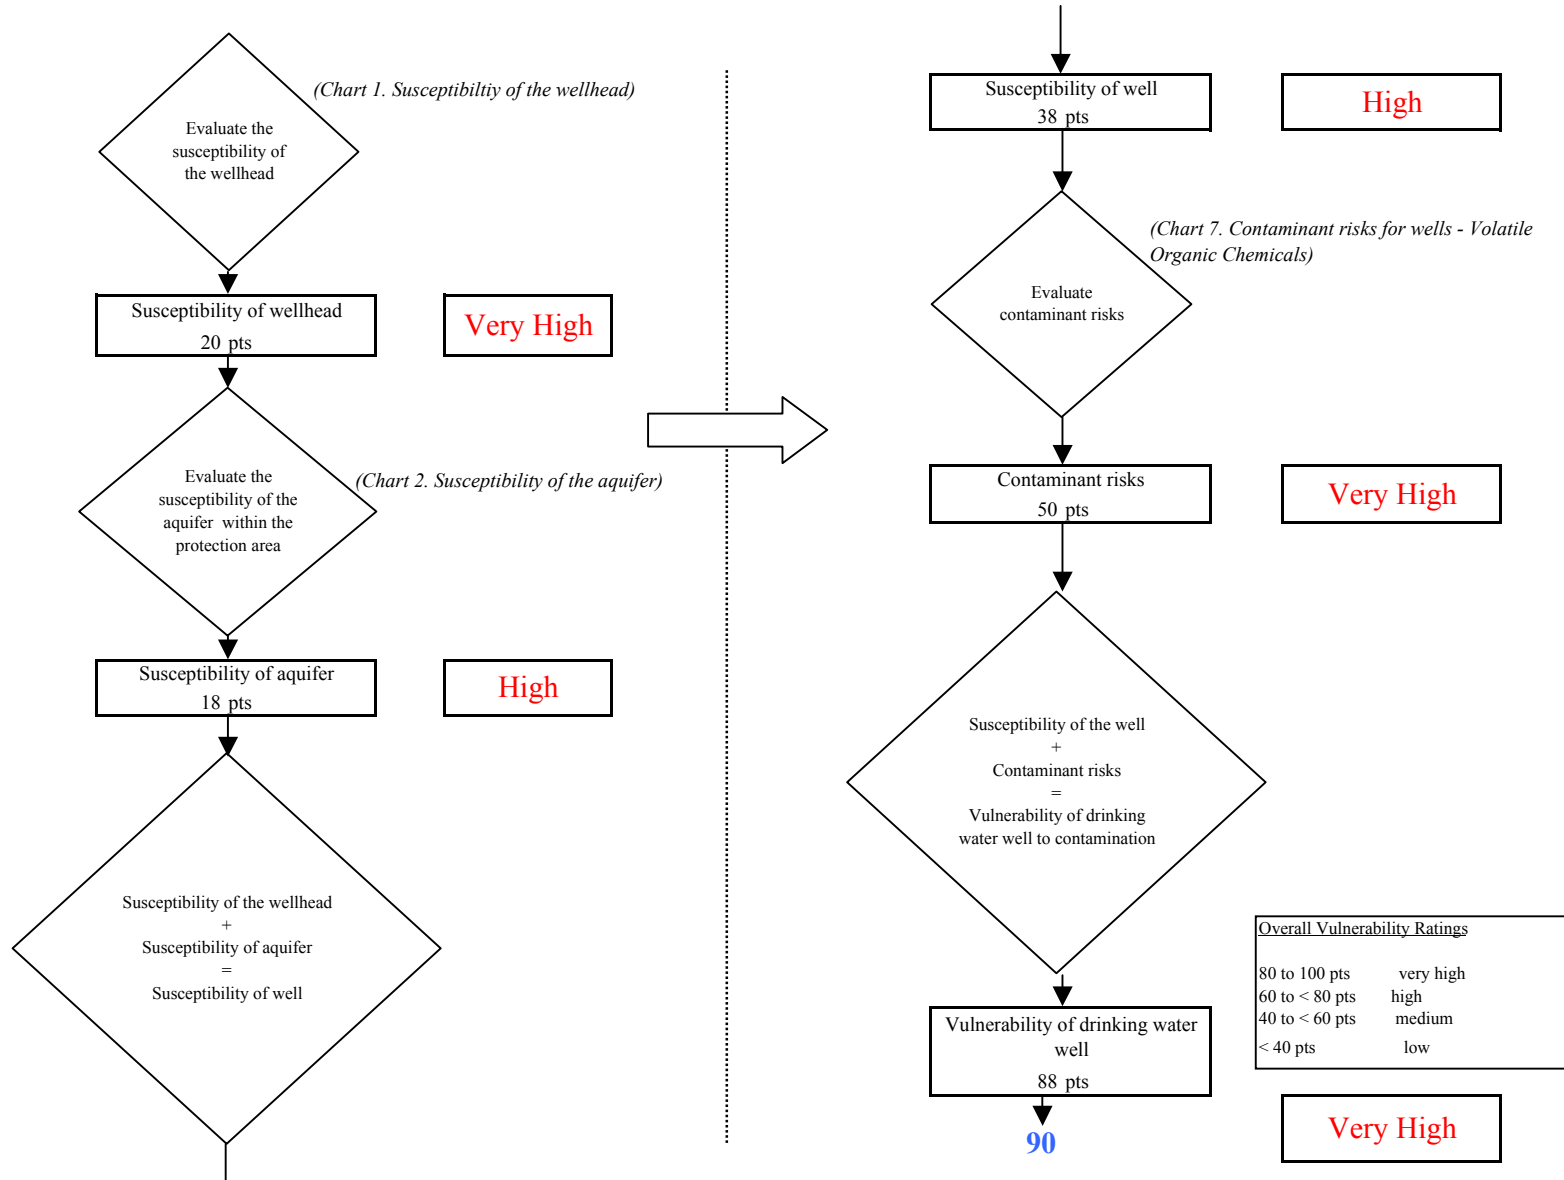 (Chart 1. Susceptibiltiy of the wellhead)
Evaluate the
susceptibility of
the wellhead
Susceptibility of wellhead
20 pts
Very High
Evaluate the
susceptibility of the
aquifer within the
protection area
(Chart 2. Susceptibility of the aquifer)
Susceptibility of aquifer
18 pts
High
Susceptibility of the wellhead
+
Susceptibility of aquifer
=
Susceptibility of well
Susceptibility of well
38 pts
High
(Chart 7. Contaminant risks for wells - Volatile
Organic Chemicals)
Evaluate
contaminant risks
Contaminant risks
50 pts
Very High
Susceptibility of the well
+
Contaminant risks
=
Vulnerability of drinking
water well to contamination
Overall Vulnerability Ratings
80 to 100 pts very high
60 to < 80 pts high
40 to < 60 pts medium
< 40 pts low
Vulnerability of drinking water
well
88 pts
90
Very High